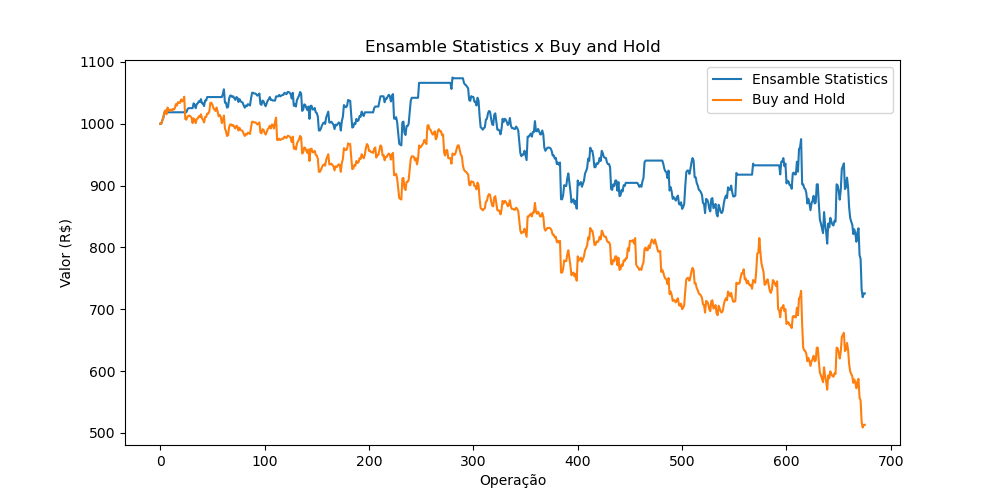 Ensamble Statistics x Buy and Hold
Ensamble Statistics
Buy and Hold
Valor (R$)
1100
1000
900
800
700
600
500
0 100 200 300 400 500 600 700
Operação